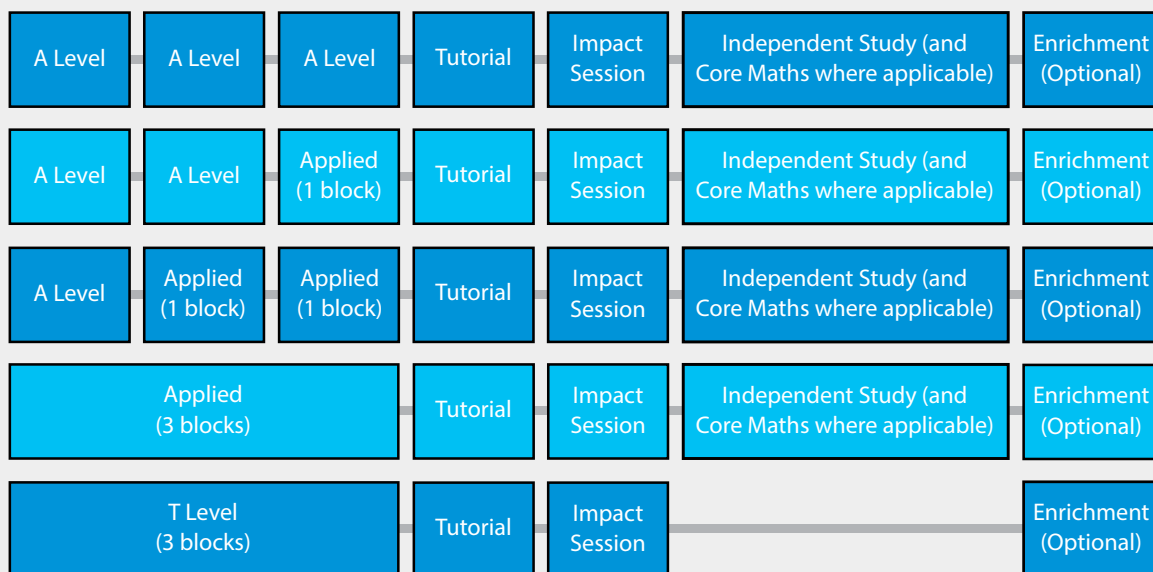 A Level
A Level
A Level
Tutorial
Impact
Session
Independent Study (and
Core Maths where applicable)
Enrichment
(Optional)
A Level
A Level
Applied
(1 block)
Tutorial
Impact
Session
Independent Study (and
Core Maths where applicable)
Enrichment
(Optional)
A Level
Applied
(1 block)
Applied
(1 block)
Tutorial
Impact
Session
Independent Study (and
Core Maths where applicable)
Enrichment
(Optional)
Applied
(3 blocks)
Tutorial
Impact
Session
Independent Study (and
Core Maths where applicable)
Enrichment
(Optional)
T Level
(3 blocks)
Tutorial
Impact
Session
Enrichment
(Optional)